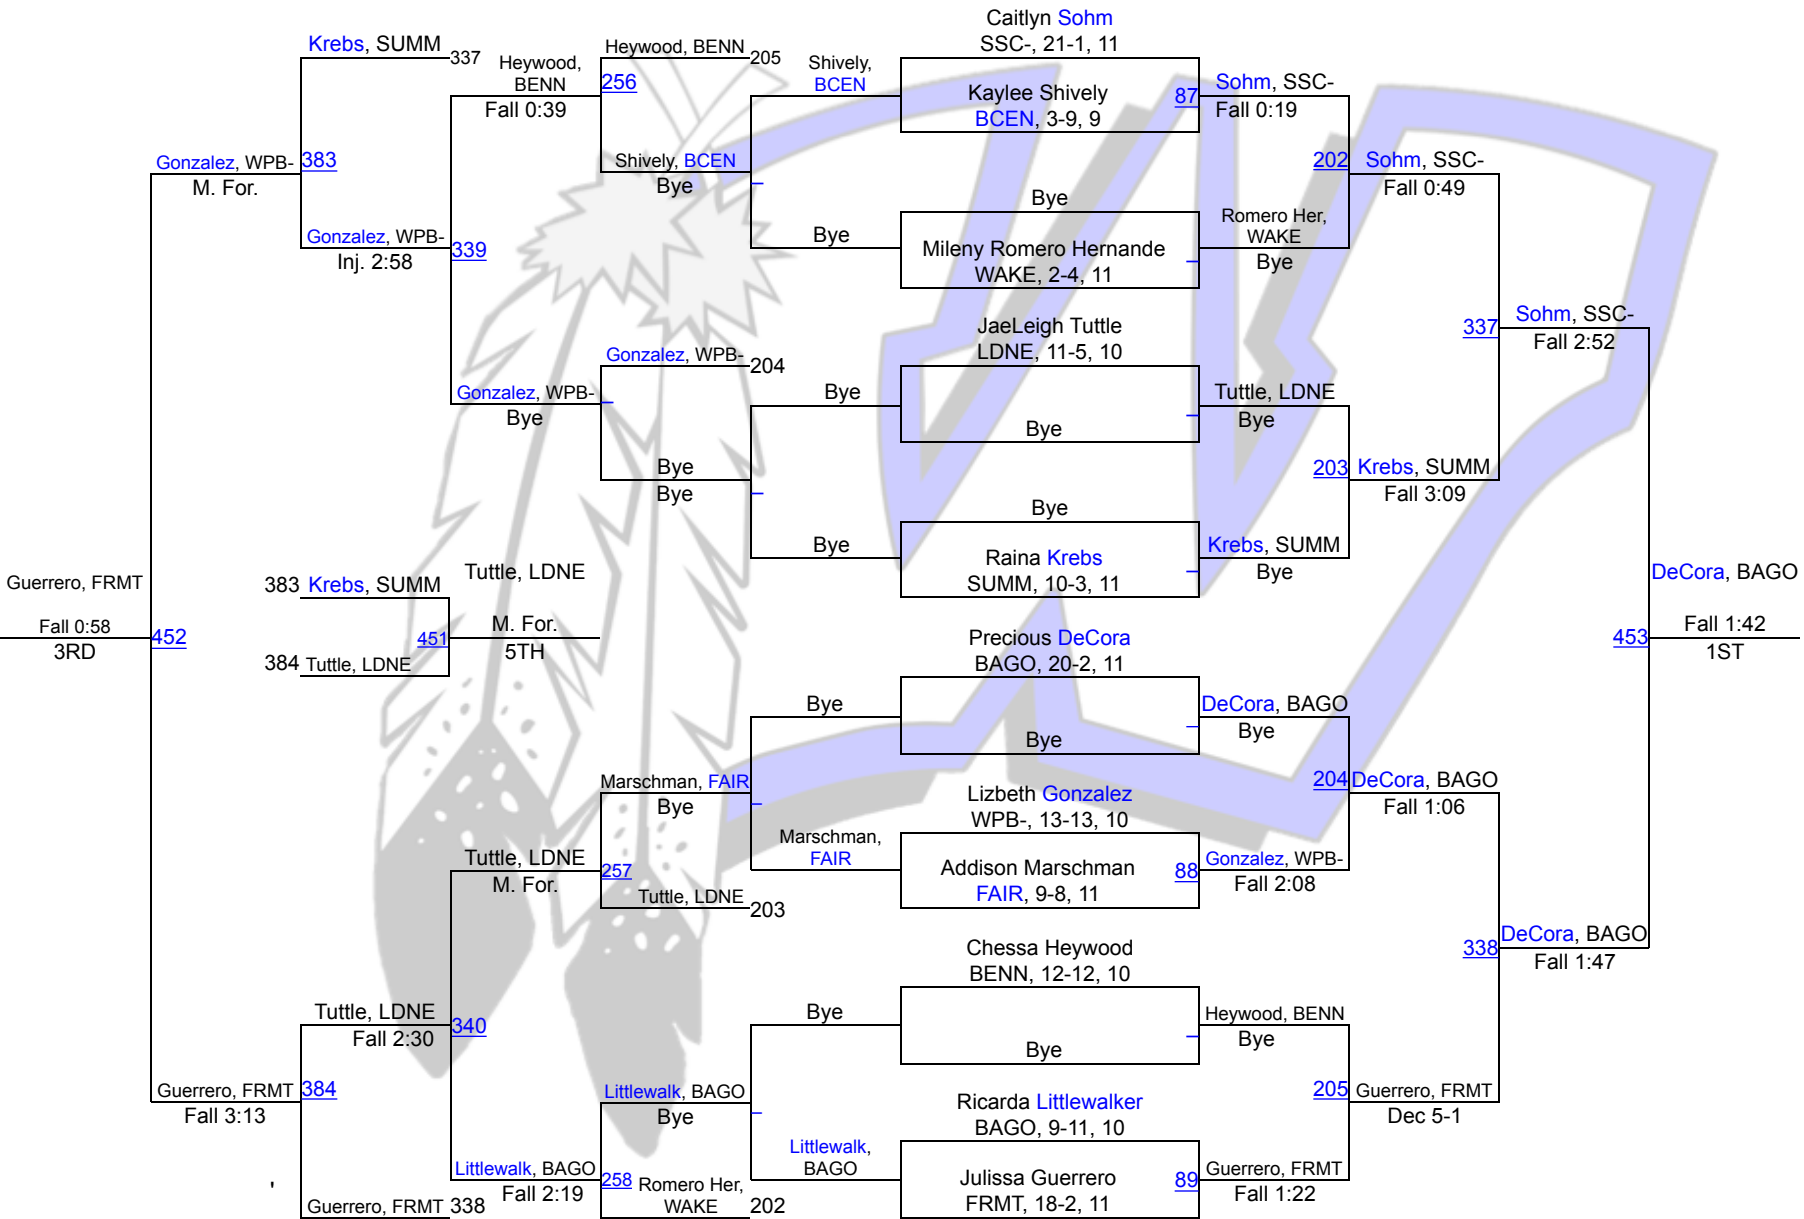 Caitlyn Sohm
SSC-, 21-1, 11
Krebs, SUMM
337
Heywood,
BENN
Fall 0:39
Heywood, BENN
205
256
Shively,
BCEN
Kaylee Shively
BCEN, 3-9, 9
87
Sohm, SSC-
Fall 0:19
Gonzalez, WPB-
M. For.
383
Shively, BCEN
Bye
202
Sohm, SSC-
Fall 0:49
Bye
Gonzalez, WPB-
Inj. 2:58
339
Bye
Mileny Romero Hernande
WAKE, 2-4, 11
Romero Her,
WAKE
Bye
JaeLeigh Tuttle
LDNE, 11-5, 10
337
Sohm, SSC-
Fall 2:52
Gonzalez, WPB-
204
Gonzalez, WPB-
Bye
Bye
Bye
Tuttle, LDNE
Bye
Bye
Bye
203
Krebs, SUMM
Fall 3:09
Bye
Bye
Raina Krebs
SUMM, 10-3, 11
Krebs, SUMM
Bye
Guerrero, FRMT
Fall 0:58
3RD
452
383
Krebs, SUMM
Tuttle, LDNE
451
M. For.
5TH
384
Tuttle, LDNE
DeCora, BAGO
453
Fall 1:42
1ST
Precious DeCora
BAGO, 20-2, 11
Bye
Bye
DeCora, BAGO
Bye
Marschman, FAIR
Bye
Lizbeth Gonzalez
WPB-, 13-13, 10
204
DeCora, BAGO
Fall 1:06
Marschman,
FAIR
Addison Marschman
FAIR, 9-8, 11
88
Gonzalez, WPB-
Fall 2:08
Tuttle, LDNE
M. For.
257
Tuttle, LDNE
203
Chessa Heywood
BENN, 12-12, 10
338
DeCora, BAGO
Fall 1:47
Tuttle, LDNE
Fall 2:30
340
Bye
Bye
Heywood, BENN
Bye
Guerrero, FRMT
Fall 3:13
384
Littlewalk, BAGO
Bye
Ricarda Littlewalker
BAGO, 9-11, 10
205
Guerrero, FRMT
Dec 5-1
Littlewalk,
BAGO
Julissa Guerrero
FRMT, 18-2, 11
89
Guerrero, FRMT
Fall 1:22
Littlewalk, BAGO
Fall 2:19
258
Romero Her,
WAKE
202
'
Guerrero, FRMT
338